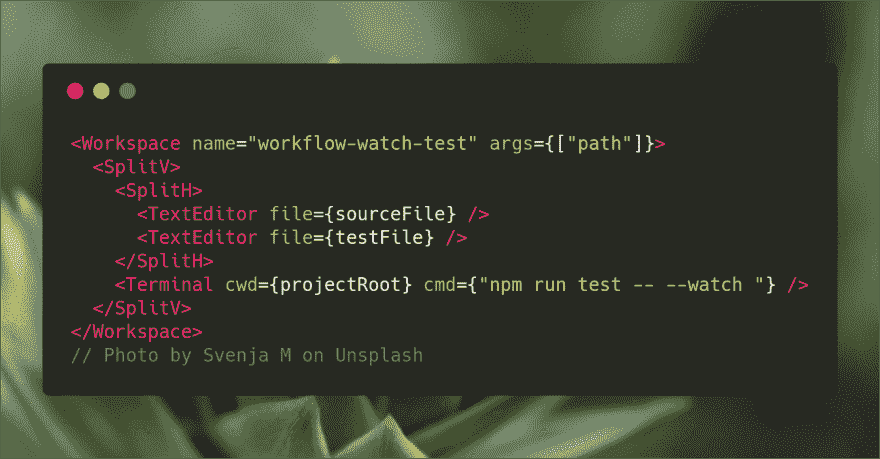 <Workspace name="workflow-watch-test" args={["path"]}>
<SplitV>
<SplitH>
<TextEditor file={sourceFile} />
<TextEditor file={testFile} />
</SplitH>
<Terminal cwd={projectRoot} cmd={"npm run test -- --watch "} />
</SplitV>
</Workspace>
// Photo by Svenja M on Unsplash